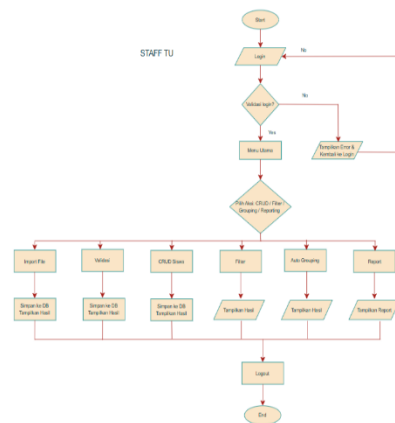 Start
STAFF TU
Login
No
Validasi login?
No
Yes
Menu Utama
Tampilkan Error &
Kembali ke Login
Pilih Aksi: CRUD / Filter /
Grouping / Reporting
Import File
Validasi
CRUD Siswa
Filter
Auto Grouping
Report
Simpan ke DB
Tampilkan Hasil
Simpan ke DB
Tampilkan Hasil
Simpan ke DB
Tampilkan Hasil
Tampilkan Hasil
Tampilkan Hasil
Tampilkan Report
Logout
End